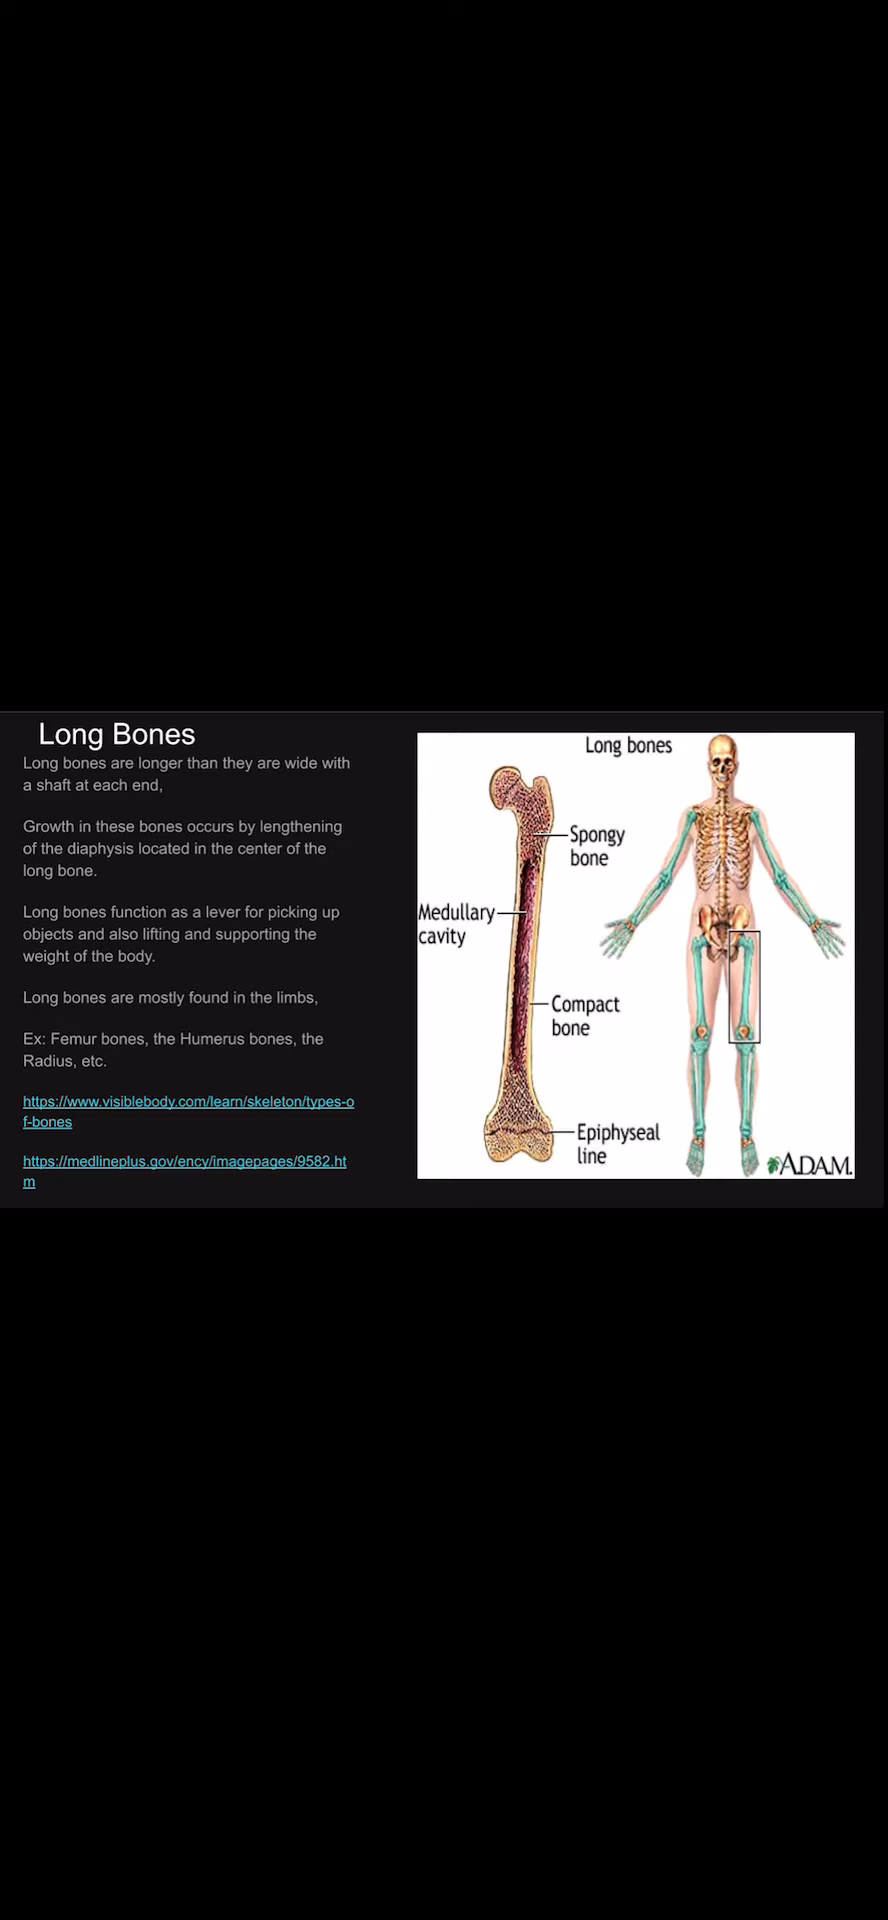 Long Bones
Long bones are longer than they are wide with
a shaft at each end,
Growth in these bones occurs by lengthening
of the diaphysis located in the center of the
long bone.
Long bones function as a lever for picking up
objects and also lifting and supporting the
weight of the body.
Long bones are mostly found in the limbs,
Ex: Femur bones, the Humerus bones, the
Radius, etc.
https://www.visiblebody.com/learn/skeleton/types-o
f-bones
https://medlineplus.gov/ency/imagepages/9582.ht
m
Long bones
Spongy
bone
Medullary
cavity
Compact
bone
Epiphyseal
line
A.D.A.M.